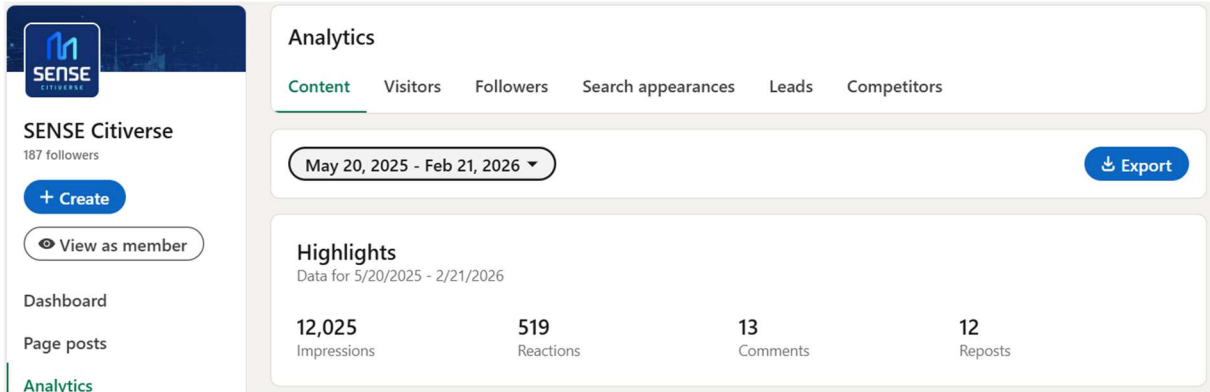 SENSE
CITIVERSE
SENSE Citiverse
187 followers
+ Create
View as member
Dashboard
Page posts
Analytics
Analytics
Content Visitors Followers Search appearances Leads Competitors
May 20, 2025 - Feb 21, 2026
Export
Highlights
Data for 5/20/2025 - 2/21/2026
12,025 519 13 12
Impressions Reactions Comments Reposts